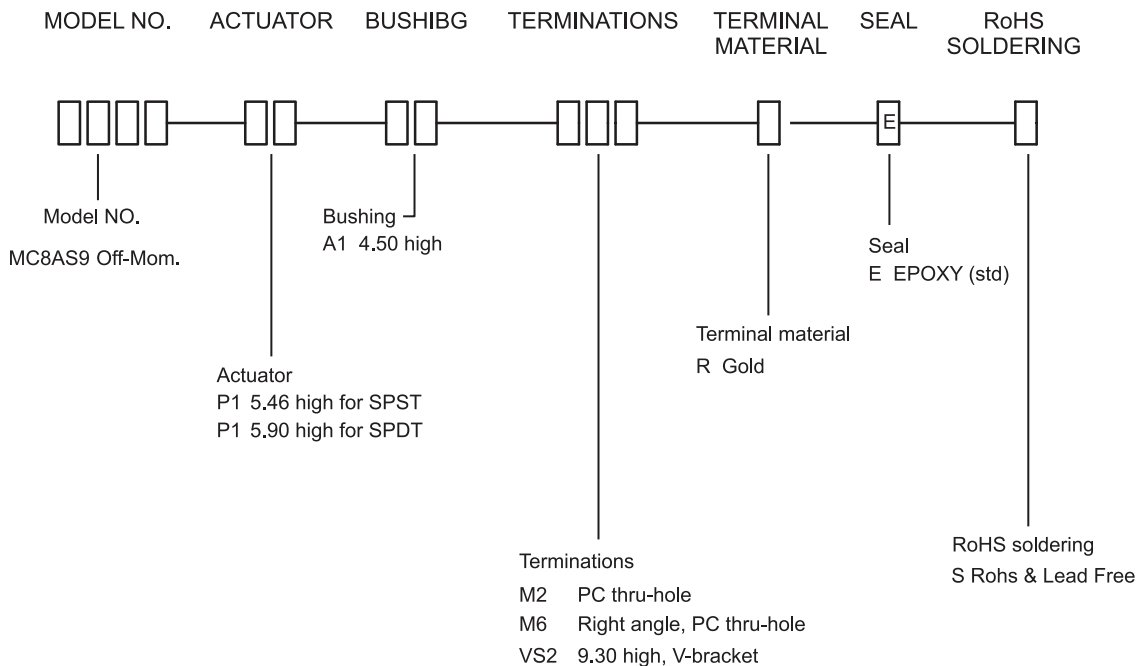 MODEL NO. ACTUATOR BUSHIBG TERMINATIONS TERMINAL MATERIAL SEAL RoHS SOLDERING
E
Model NO.
MC8AS9 Off-Mom.
Actuator
P1 5.46 high for SPST
P1 5.90 high for SPDT
Bushing
A1 4.50 high
Terminations
M2 PC thru-hole
M6 Right angle, PC thru-hole
VS2 9.30 high, V-bracket
Terminal material
R Gold
Seal
E EPOXY (std)
RoHS soldering
S Rohs & Lead Free